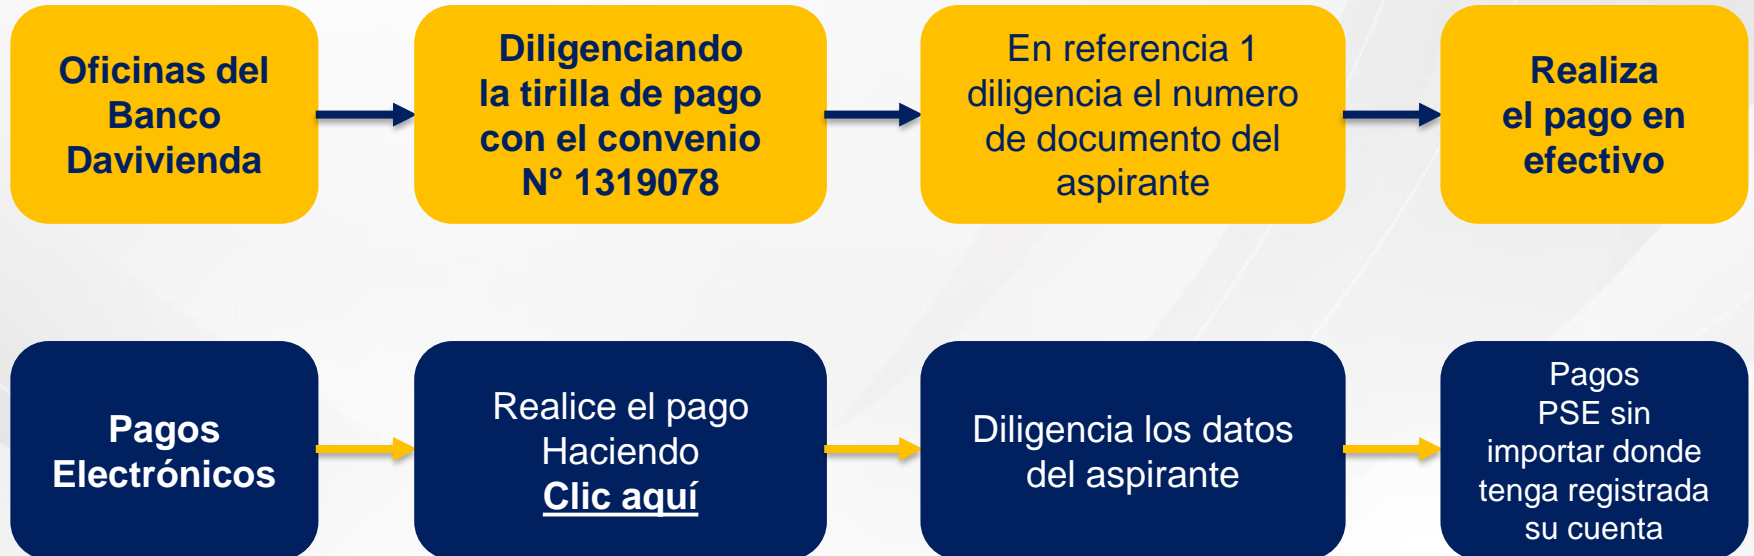 Oficinas del
Banco
Davivienda
Diligenciando
la tirilla de pago
con el convenio
N° 1319078
En referencia 1
diligencia el numero
de documento del
aspirante
Realiza
el pago en
efectivo
Pagos
Electrónicos
Realice el pago
Haciendo
Clic aquí
Diligencia los datos
del aspirante
Pagos
PSE sin
importar donde
tenga registrada
su cuenta